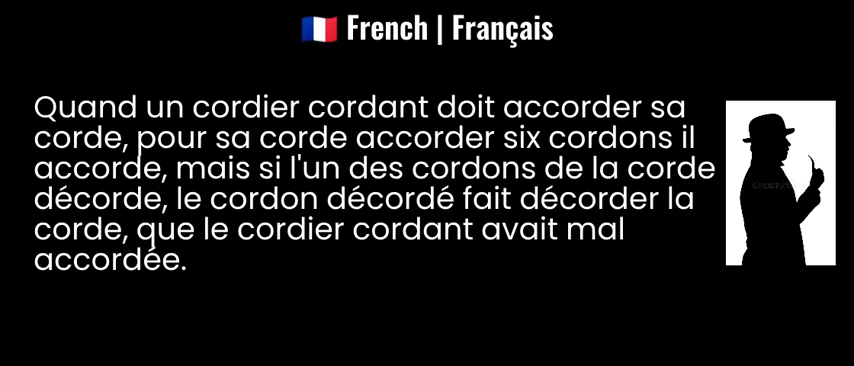 🇫🇷 French | Français
Quand un cordier cordant doit accorder sa
corde, pour sa corde accorder six cordons il
accorde, mais si l'un des cordons de la corde
décorde, le cordon décordé fait décorder la
corde, que le cordier cordant avait mal
accordée.